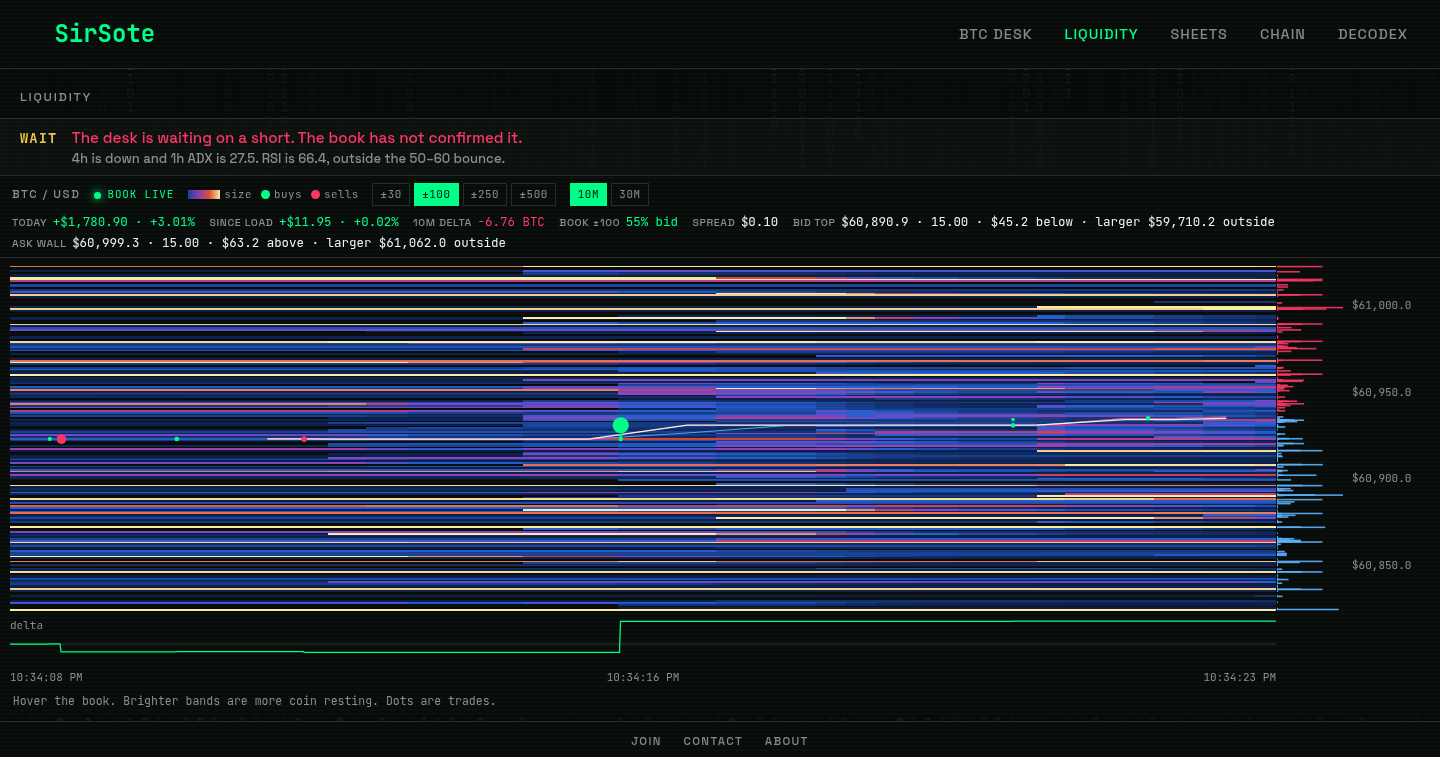 SirSote
BTC DESK LIQUIDITY SHEETS CHAIN DECODEX
LIQUIDITY
WAIT The desk is waiting on a short. The book has not confirmed it.
4h is down and 1h ADX is 27.5. RSI is 66.4, outside the 50–60 bounce.
BTC / USD BOOK LIVE size buys sells ±30 ±100 ±250 ±500 10M 30M
TODAY +$1,780.90 · +3.01% SINCE LOAD +$11.95 · +0.02% 10M DELTA -6.76 BTC BOOK ±100 55% bid SPREAD $0.10 BID TOP $60,890.9 · 15.00 · $45.2 below · larger $59,710.2 outside
ASK WALL $60,999.3 · 15.00 · $63.2 above · larger $61,062.0 outside
$61,000.0
$60,950.0
$60,900.0
$60,850.0
delta
10:34:08 PM 10:34:16 PM 10:34:23 PM
Hover the book. Brighter bands are more coin resting. Dots are trades.
JOIN CONTACT ABOUT